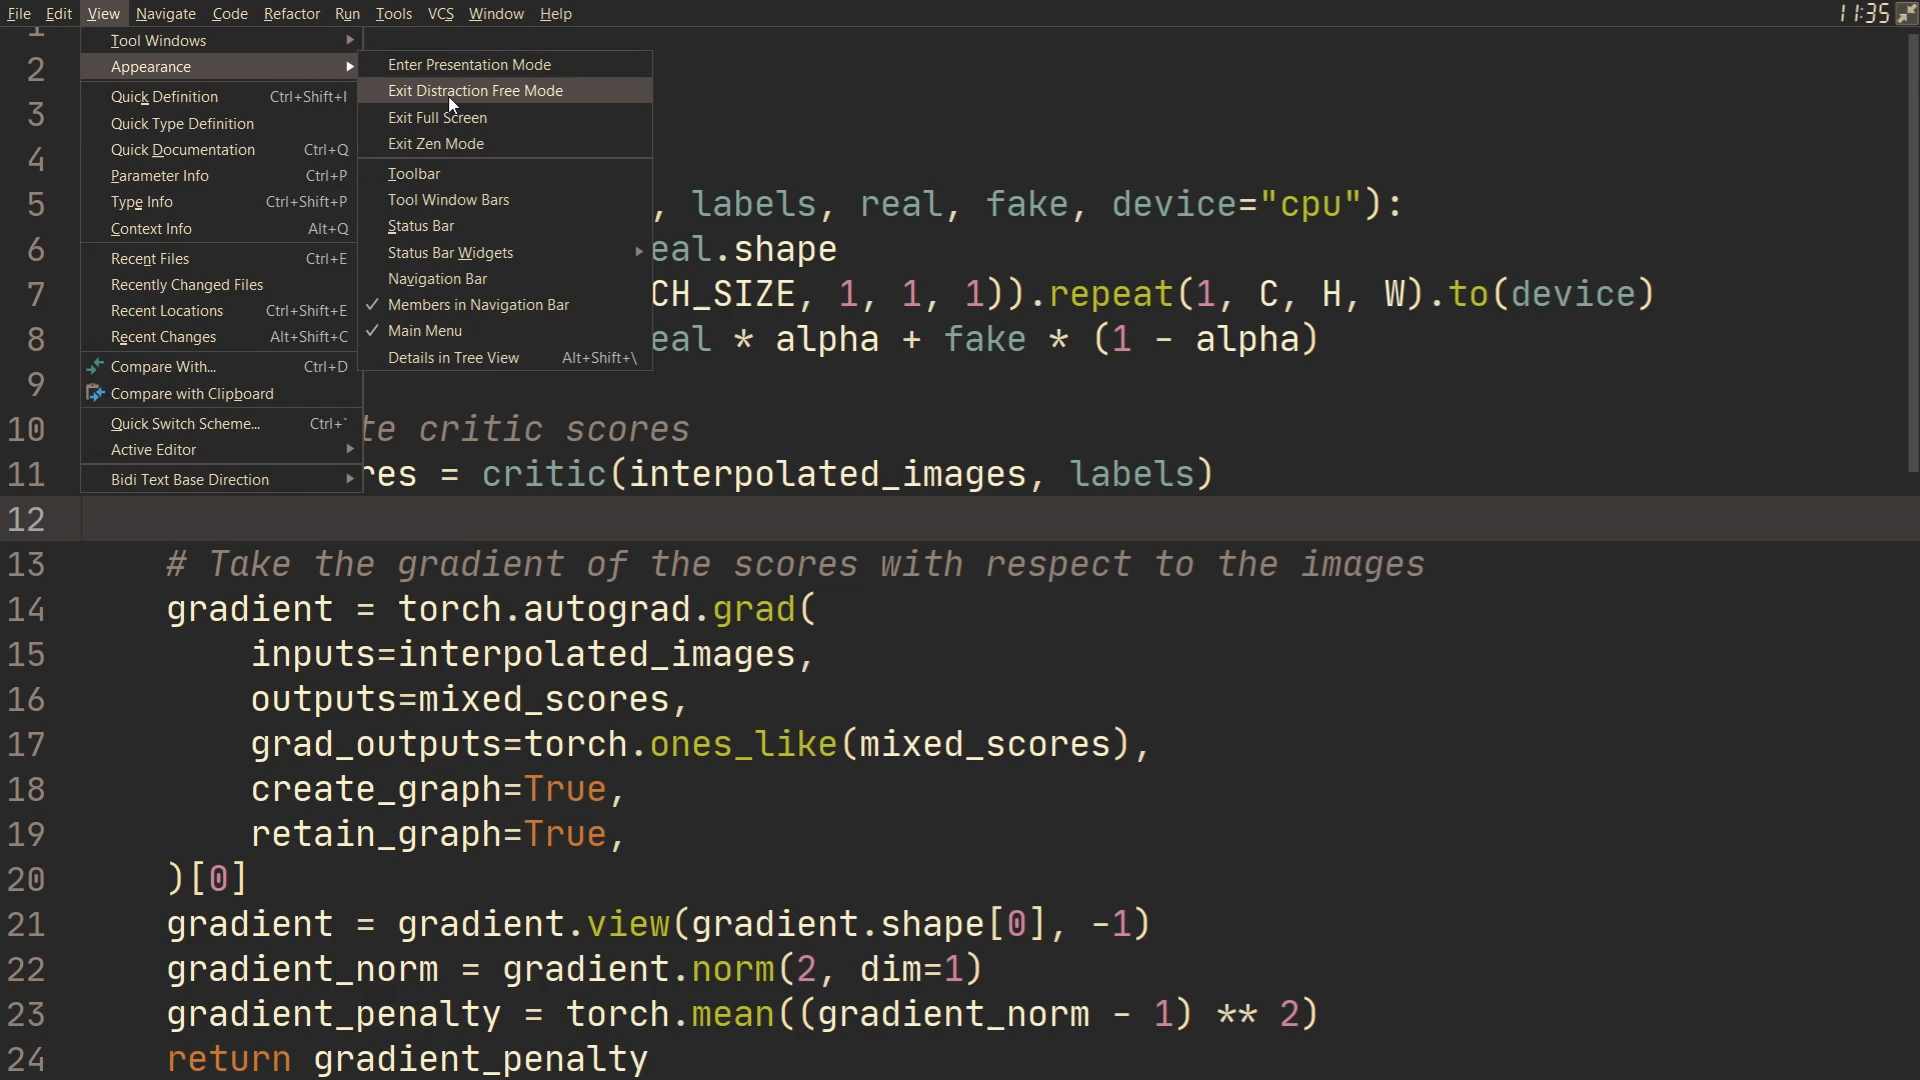 File Edit View Navigate Code Refactor Run Tools VCS Window Help 11:35
Tool Windows
Appearance
Quick Definition Ctrl+Shift+I
Quick Type Definition
Quick Documentation Ctrl+Q
Parameter Info Ctrl+P
Type Info Ctrl+Shift+P
Context Info Alt+Q
Recent Files Ctrl+E
Recently Changed Files
Recent Locations Ctrl+Shift+E
Recent Changes Alt+Shift+C
Compare With... Ctrl+D
Compare with Clipboard
Quick Switch Scheme... Ctrl+`
Active Editor
Bidi Text Base Direction
Enter Presentation Mode
Exit Distraction Free Mode
Exit Full Screen
Exit Zen Mode
Toolbar
Tool Window Bars
Status Bar
Status Bar Widgets
Navigation Bar
Members in Navigation Bar
Main Menu
Details in Tree View Alt+Shift+\
1
2
3
4
5 , labels, real, fake, device="cpu"):
6 eal.shape
7 CH_SIZE, 1, 1, 1)).repeat(1, C, H, W).to(device)
8 eal * alpha + fake * (1 - alpha)
9
10 te critic scores
11 res = critic(interpolated_images, labels)
12
13 # Take the gradient of the scores with respect to the images
14 gradient = torch.autograd.grad(
15 inputs=interpolated_images,
16 outputs=mixed_scores,
17 grad_outputs=torch.ones_like(mixed_scores),
18 create_graph=True,
19 retain_graph=True,
20 )[0]
21 gradient = gradient.view(gradient.shape[0], -1)
22 gradient_norm = gradient.norm(2, dim=1)
23 gradient_penalty = torch.mean((gradient_norm - 1) ** 2)
24 return gradient_penalty